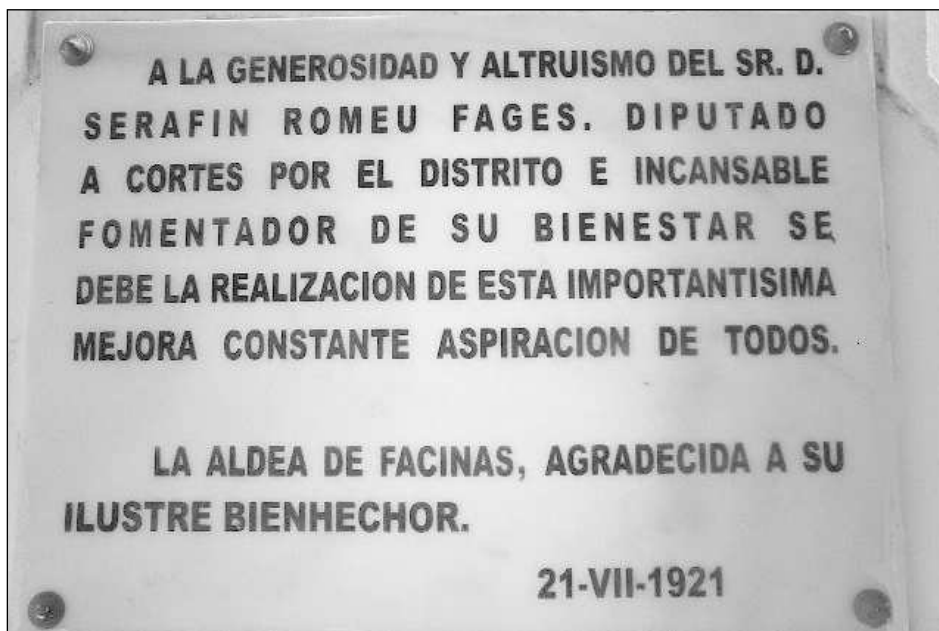 A LA GENEROSIDAD Y ALTRUISMO DEL SR. D.
SERAFIN ROMEU FAGES. DIPUTADO
A CORTES POR EL DISTRITO E INCANSABLE
FOMENTADOR DE SU BIENESTAR SE
DEBE LA REALIZACION DE ESTA IMPORTANTISIMA
MEJORA CONSTANTE ASPIRACION DE TODOS.
LA ALDEA DE FACINAS, AGRADECIDA A SU
ILUSTRE BIENHECHOR.
21-VII-1921